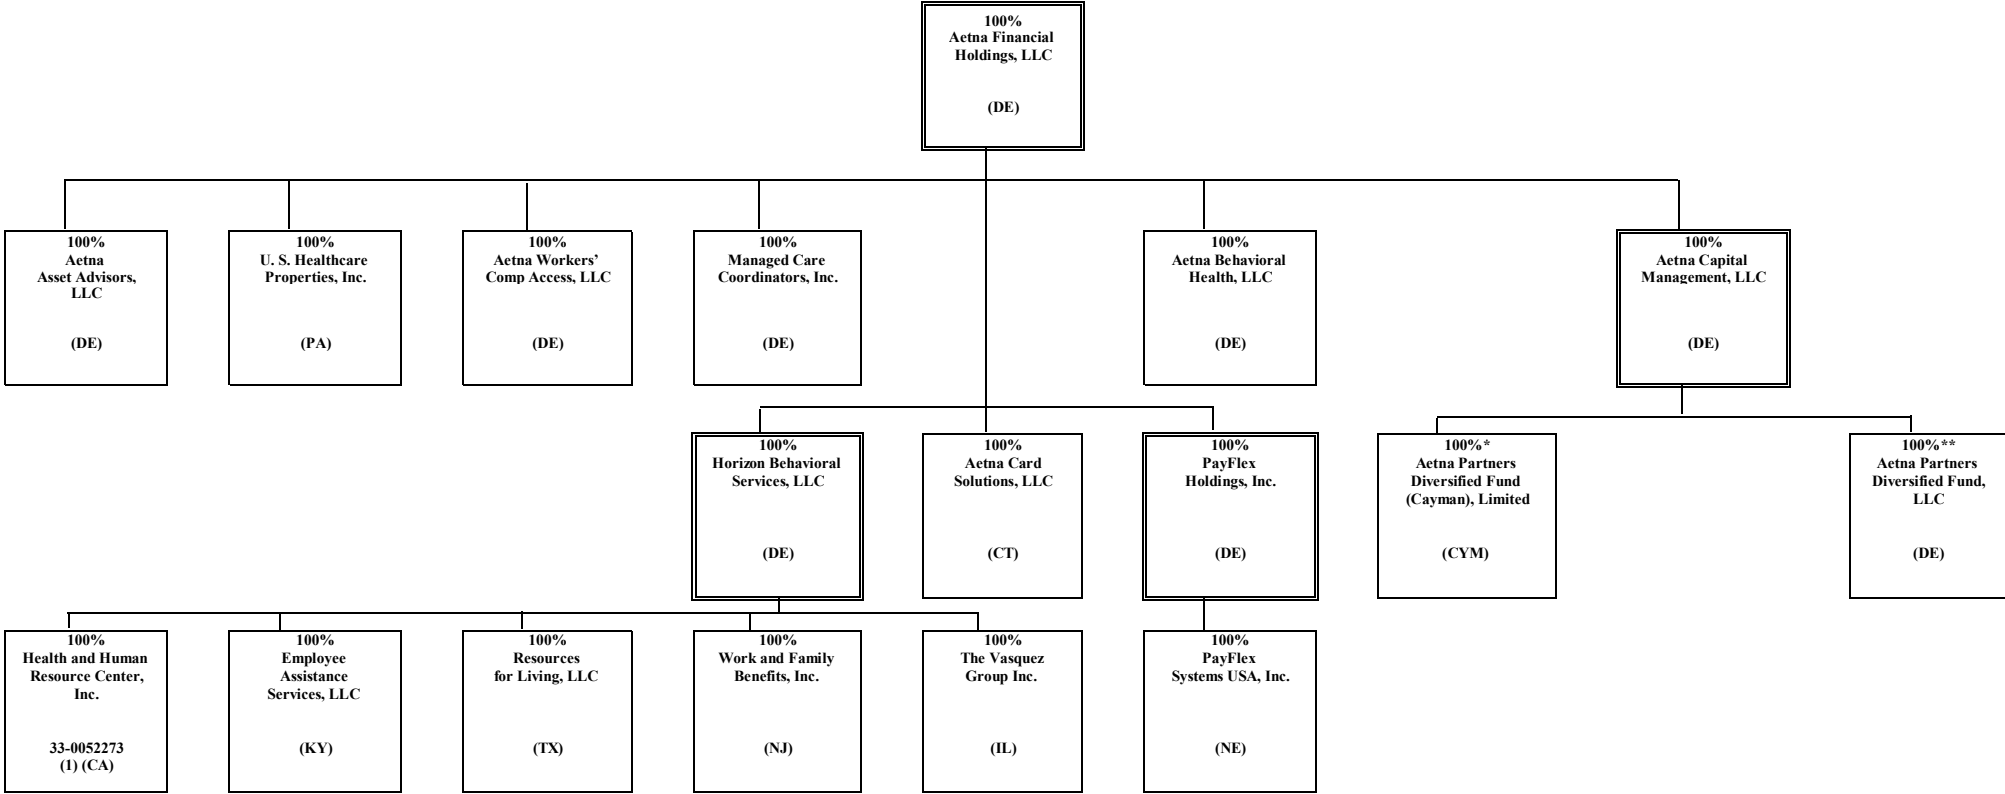 100%
Aetna Financial
Holdings, LLC
(DE)
100%
Aetna
Asset Advisors,
LLC
(DE)
100%
U. S. Healthcare
Properties, Inc.
(PA)
100%
Aetna Workers’
Comp Access, LLC
(DE)
100%
Managed Care
Coordinators, Inc.
(DE)
100%
Aetna Behavioral
Health, LLC
(DE)
100%
Aetna Capital
Management, LLC
(DE)
100%
Horizon Behavioral
Services, LLC
(DE)
100%
Aetna Card
Solutions, LLC
(CT)
100%
PayFlex
Holdings, Inc.
(DE)
100%*
Aetna Partners
Diversified Fund
(Cayman), Limited
(CYM)
100%**
Aetna Partners
Diversified Fund,
LLC
(DE)
100%
Health and Human
Resource Center,
Inc.
33-0052273
(1) (CA)
100%
Employee
Assistance
Services, LLC
(KY)
100%
Resources
for Living, LLC
(TX)
100%
Work and Family
Benefits, Inc.
(NJ)
100%
The Vasquez
Group Inc.
(IL)
100%
PayFlex
Systems USA, Inc.
(NE)